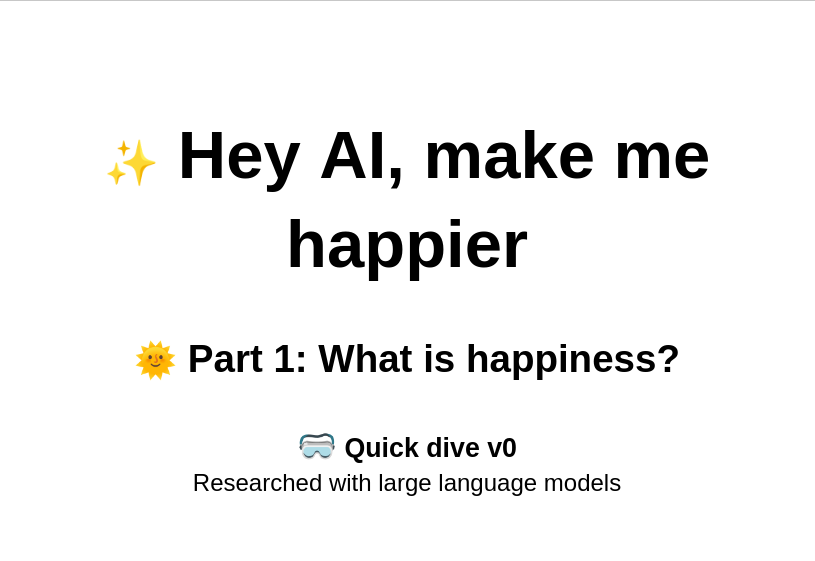 ✨ Hey AI, make me
happier
🌞 Part 1: What is happiness?
🥽 Quick dive v0
Researched with large language models